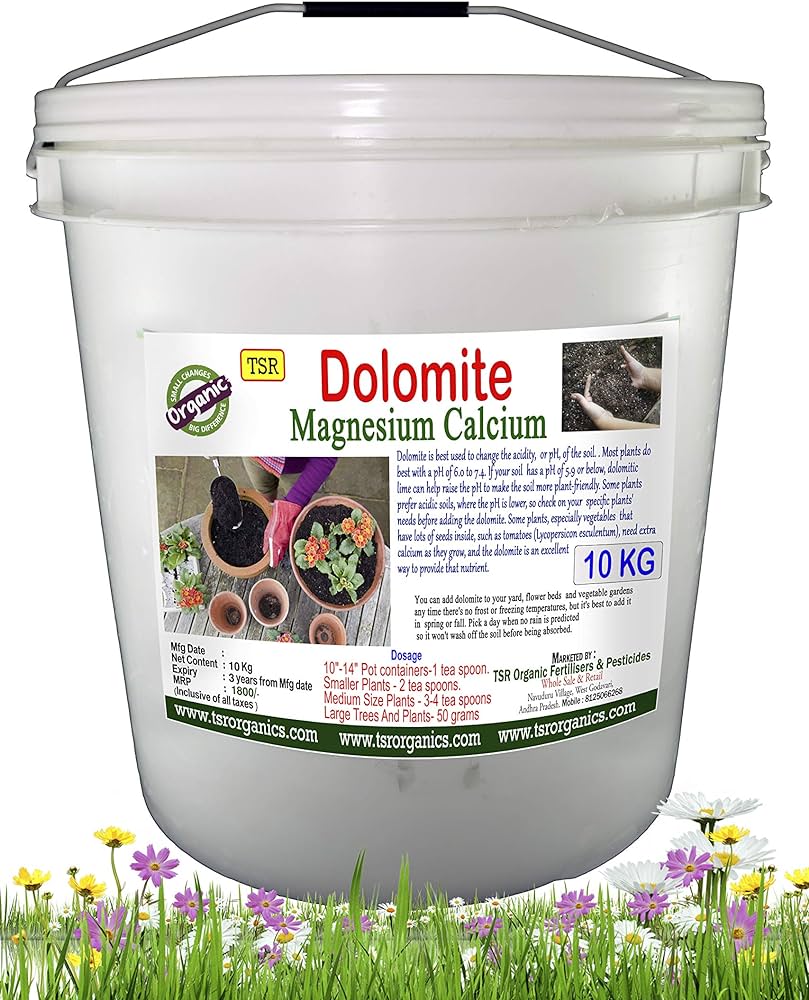 SMALL CHANGES
Organic
BIG DIFFERENCE
TSR
Dolomite
Magnesium Calcium
Dolomite is best used to change the acidity, or pH, of the soil. . Most plants do
best with a pH of 6.0 to 7.4. If your soil has a pH of 5.9 or below, dolomitic
lime can help raise the pH to make the soil more plant-friendly. Some plants
prefer acidic soils, where the pH is lower, so check on your specific plants'
needs before adding the dolomite. Some plants, especially vegetables that
have lots of seeds inside, such as tomatoes (Lycopersicon esculentum), need extra
calcium as they grow, and the dolomite is an excellent
way to provide that nutrient.
10 KG
You can add dolomite to your yard, flower beds and vegetable gardens
any time there's no frost or freezing temperatures, but it's best to add it
in spring or fall. Pick a day when no rain is predicted
so it won't wash off the soil before being absorbed.
Mfg Date :
Net Content : 10 Kg
Expiry : 3 years from Mfg date
MRP : 1800/-
(Inclusive of all taxes )
Dosage
10"-14" Pot containers-1 tea spoon.
Smaller Plants - 2 tea spoons.
Medium Size Plants - 3-4 tea spoons
Large Trees And Plants- 50 grams
Marketed by :
TSR Organic Fertilisers & Pesticides
Whole Sale & Retail
Navuduru Village, West Godavari,
Andhra Pradesh. Mobile : 8125066268
www.tsrorganics.com www.tsrorganics.com www.tsrorganics.com